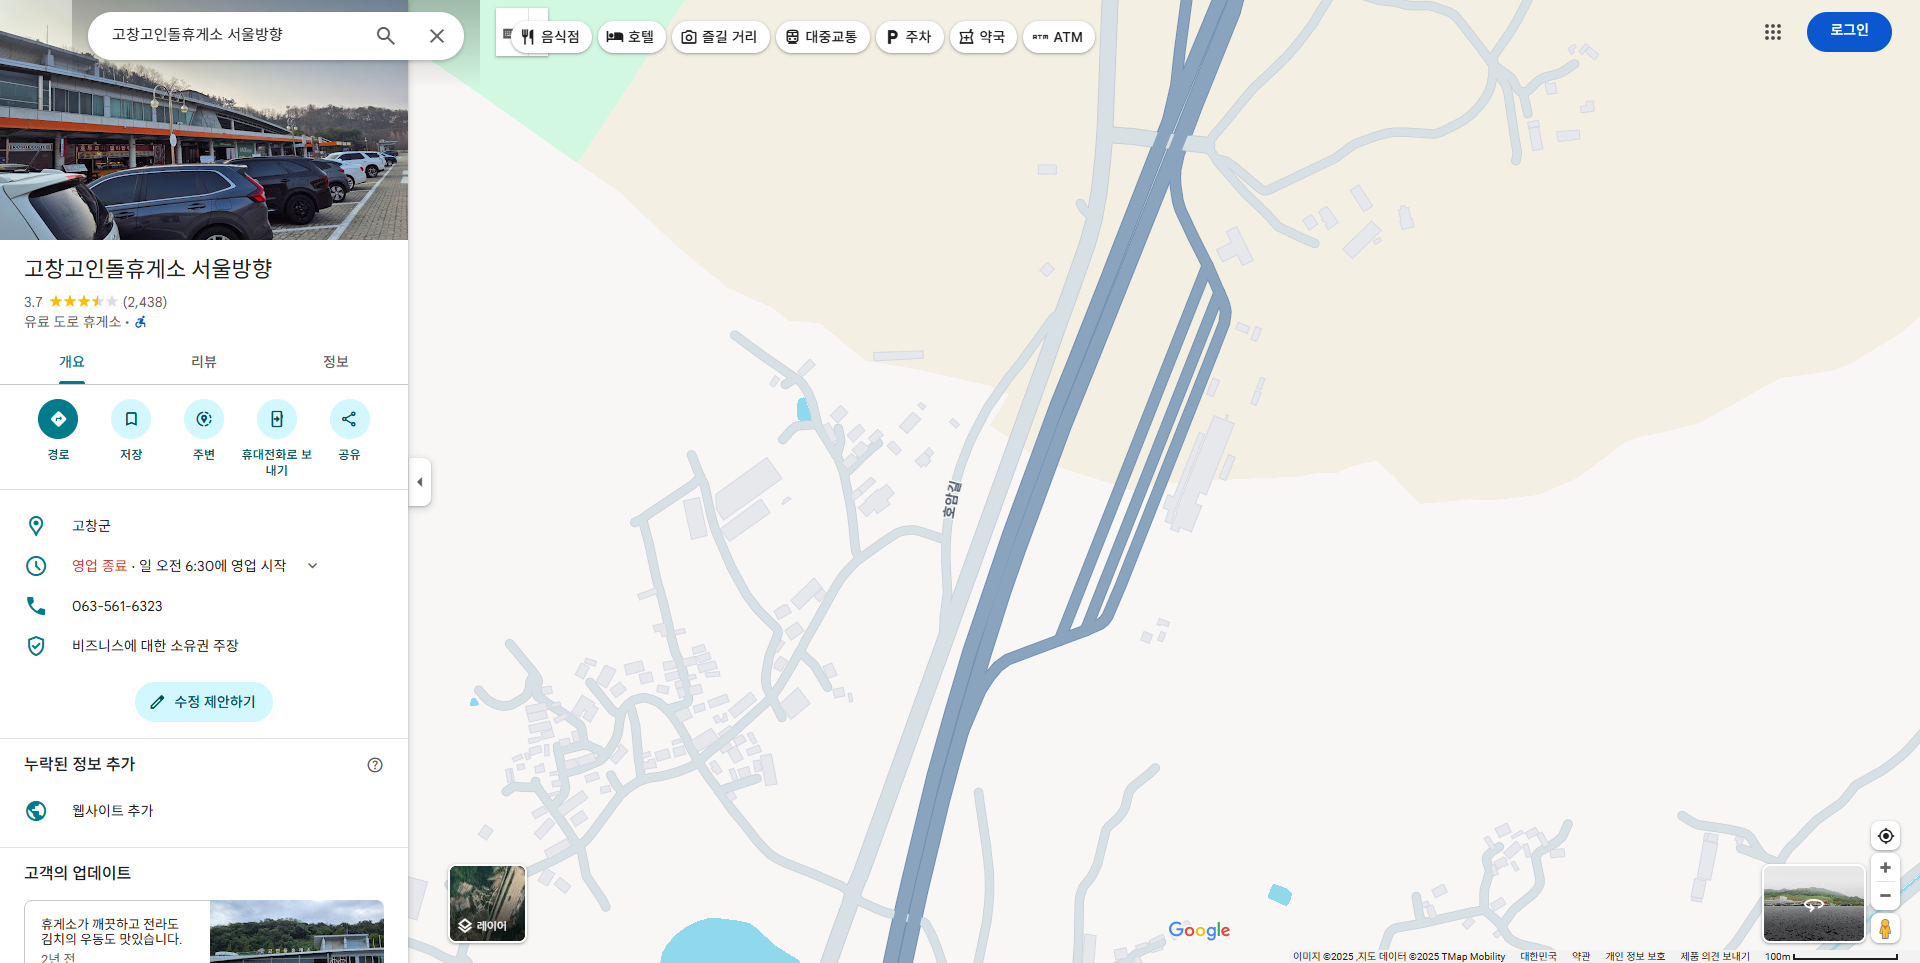 고창고인돌휴게소 서울방향
음식점
호텔
즐길 거리
대중교통
주차
약국
ATM
로그인
고창고인돌휴게소 서울방향
3.7 (2,438)
유료 도로 휴게소 ·
개요
리뷰
정보
경로
저장
주변
휴대전화로 보
내기
공유
고창군
영업 종료 · 일 오전 6:30에 영업 시작
063-561-6323
비즈니스에 대한 소유권 주장
수정 제안하기
누락된 정보 추가
웹사이트 추가
고객의 업데이트
휴게소가 깨끗하고 전라도
김치의 우동도 맛있습니다.
2년 전
호암길
레이어
Google
이미지 ©2025 ,지도 데이터 ©2025 TMap Mobility
대한민국
약관
개인 정보 보호
제품 의견 보내기
100m